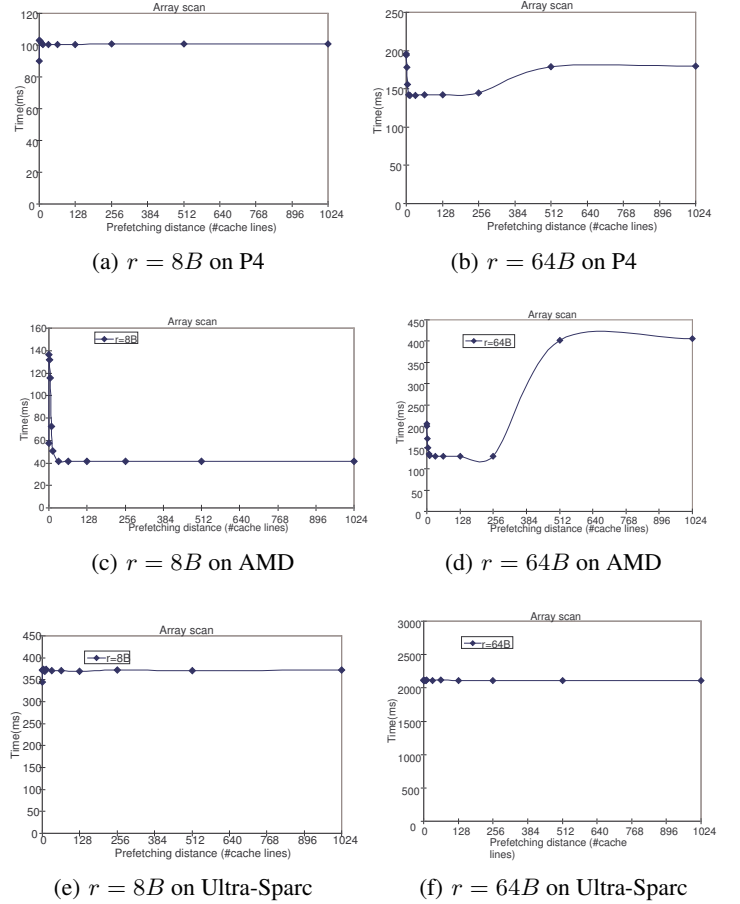 Array scan
120
100
80
60
40
20
0
Time(ms)
0 128 256 384 512 640 768 896 1024
Prefetching distance (#cache lines)
(a) r = 8B on P4
Array scan
250
200
150
100
50
0
Time(ms)
0 128 256 384 512 640 768 896 1024
Prefetching distance (#cache lines)
(b) r = 64B on P4
Array scan
160
140
120
100
80
60
40
20
0
Time(ms)
r=8B
0 128 256 384 512 640 768 896 1024
Prefetching distance (#cache lines)
(c) r = 8B on AMD
Array scan
450
400
350
300
250
200
150
100
50
0
Time(ms)
r=64B
0 128 256 384 512 640 768 896 1024
Prefetching distance (#cache lines)
(d) r = 64B on AMD
Array scan
450
400
350
300
250
200
150
100
50
0
Time(ms)
r=8B
0 128 256 384 512 640 768 896 1024
Prefetching distance (#cache lines)
(e) r = 8B on Ultra-Sparc
Array scan
3000
2500
2000
1500
1000
500
0
Time(ms)
r=64B
0 128 256 384 512 640 768 896 1024
Prefetching distance (#cache
lines)
(f) r = 64B on Ultra-Sparc